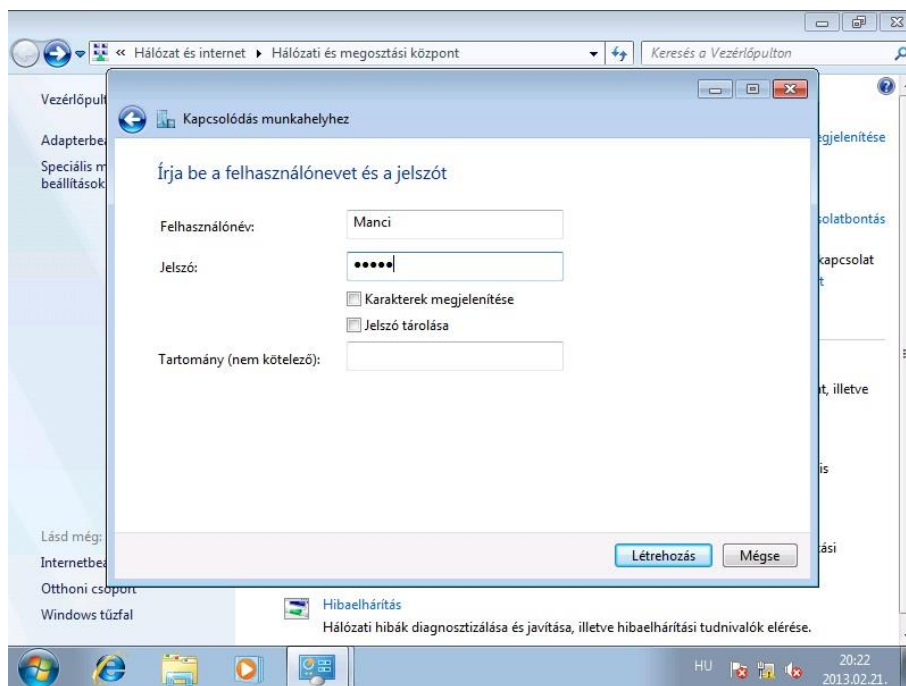 « Hálózat és internet ▸ Hálózati és megosztási központ
Keresés a Vezérlőpulton
Vezérlőpult
Kapcsolódás munkahelyhez
Adapterbe
egjelenítése
Speciális m
beállítások
Írja be a felhasználónevet és a jelszót
Felhasználónév:
Manci
solatbontás
Jelszó:
•••••
kapcsolat
t
Karakterek megjelenítése
Jelszó tárolása
Tartomány (nem kötelező):
at, illetve
is
Lásd még:
Létrehozás
Mégse
tási
Internetbea
Otthoni csoport
Windows tűzfal
Hibaelhárítás
Hálózati hibák diagnosztizálása és javítása, illetve hibaelhárítási tudnivalók elérése.
HU
20:22
2013.02.21.